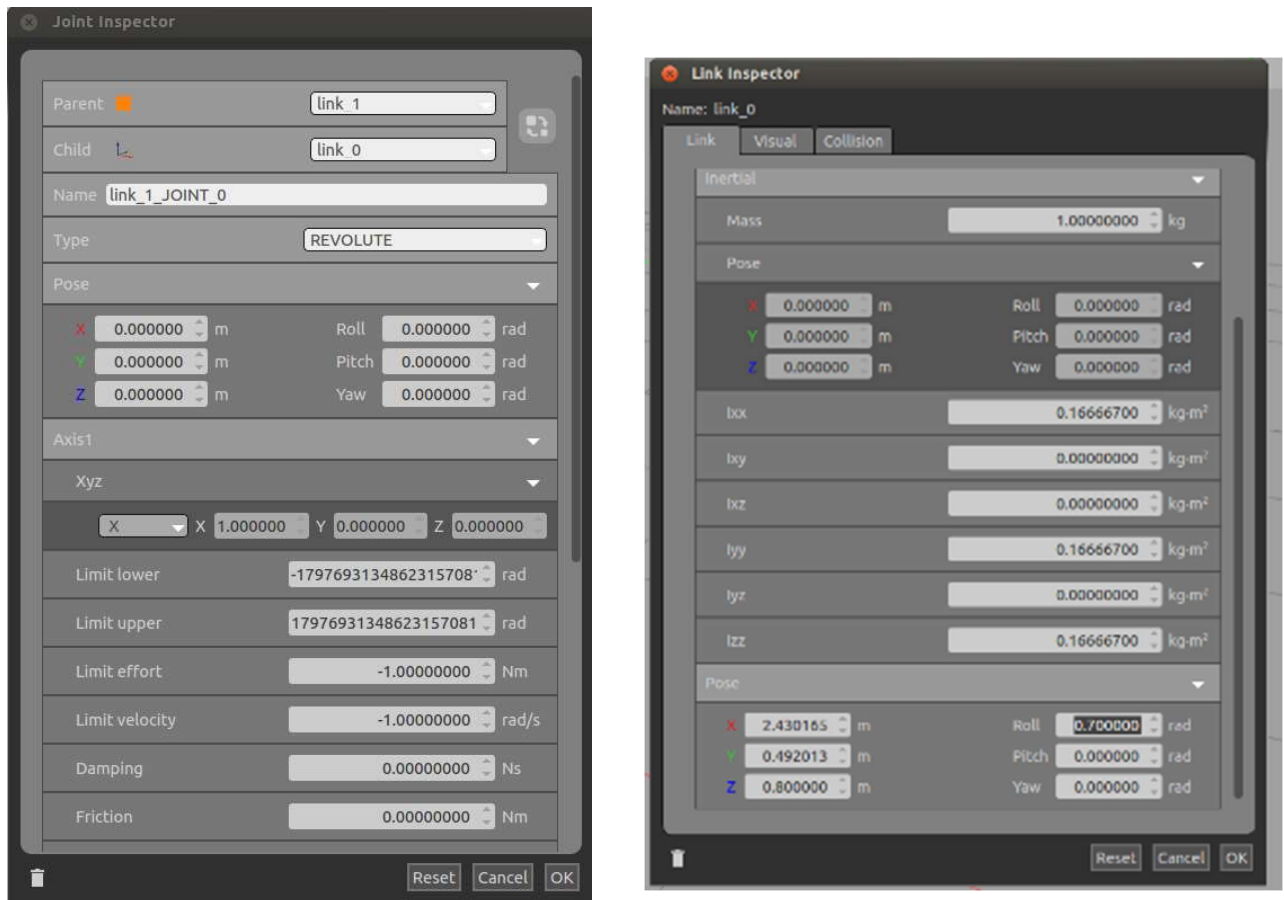 Joint Inspector
Parent link_1
Child link_0
Name link_1_JOINT_0
Type REVOLUTE
Pose
X 0.000000 m Roll 0.000000 rad
Y 0.000000 m Pitch 0.000000 rad
Z 0.000000 m Yaw 0.000000 rad
Axis1
Xyz
X X 1.000000 Y 0.000000 Z 0.000000
Limit lower -17976931348623157081 rad
Limit upper 17976931348623157081 rad
Limit effort -1.00000000 Nm
Limit velocity -1.00000000 rad/s
Damping 0.00000000 Ns
Friction 0.00000000 Nm
Reset Cancel OK
Link Inspector
Name: link_0
Link Visual Collision
Inertial
Mass 1.00000000 kg
Pose
X 0.000000 m Roll 0.000000 rad
Y 0.000000 m Pitch 0.000000 rad
Z 0.000000 m Yaw 0.000000 rad
Ixx 0.16666700 kg·m²
Ixy 0.00000000 kg·m²
Ixz 0.00000000 kg·m²
Iyy 0.16666700 kg·m²
Iyz 0.00000000 kg·m²
Izz 0.16666700 kg·m²
Pose
X 2.430165 m Roll 0.700000 rad
Y 0.492013 m Pitch 0.000000 rad
Z 0.800000 m Yaw 0.000000 rad
Reset Cancel OK